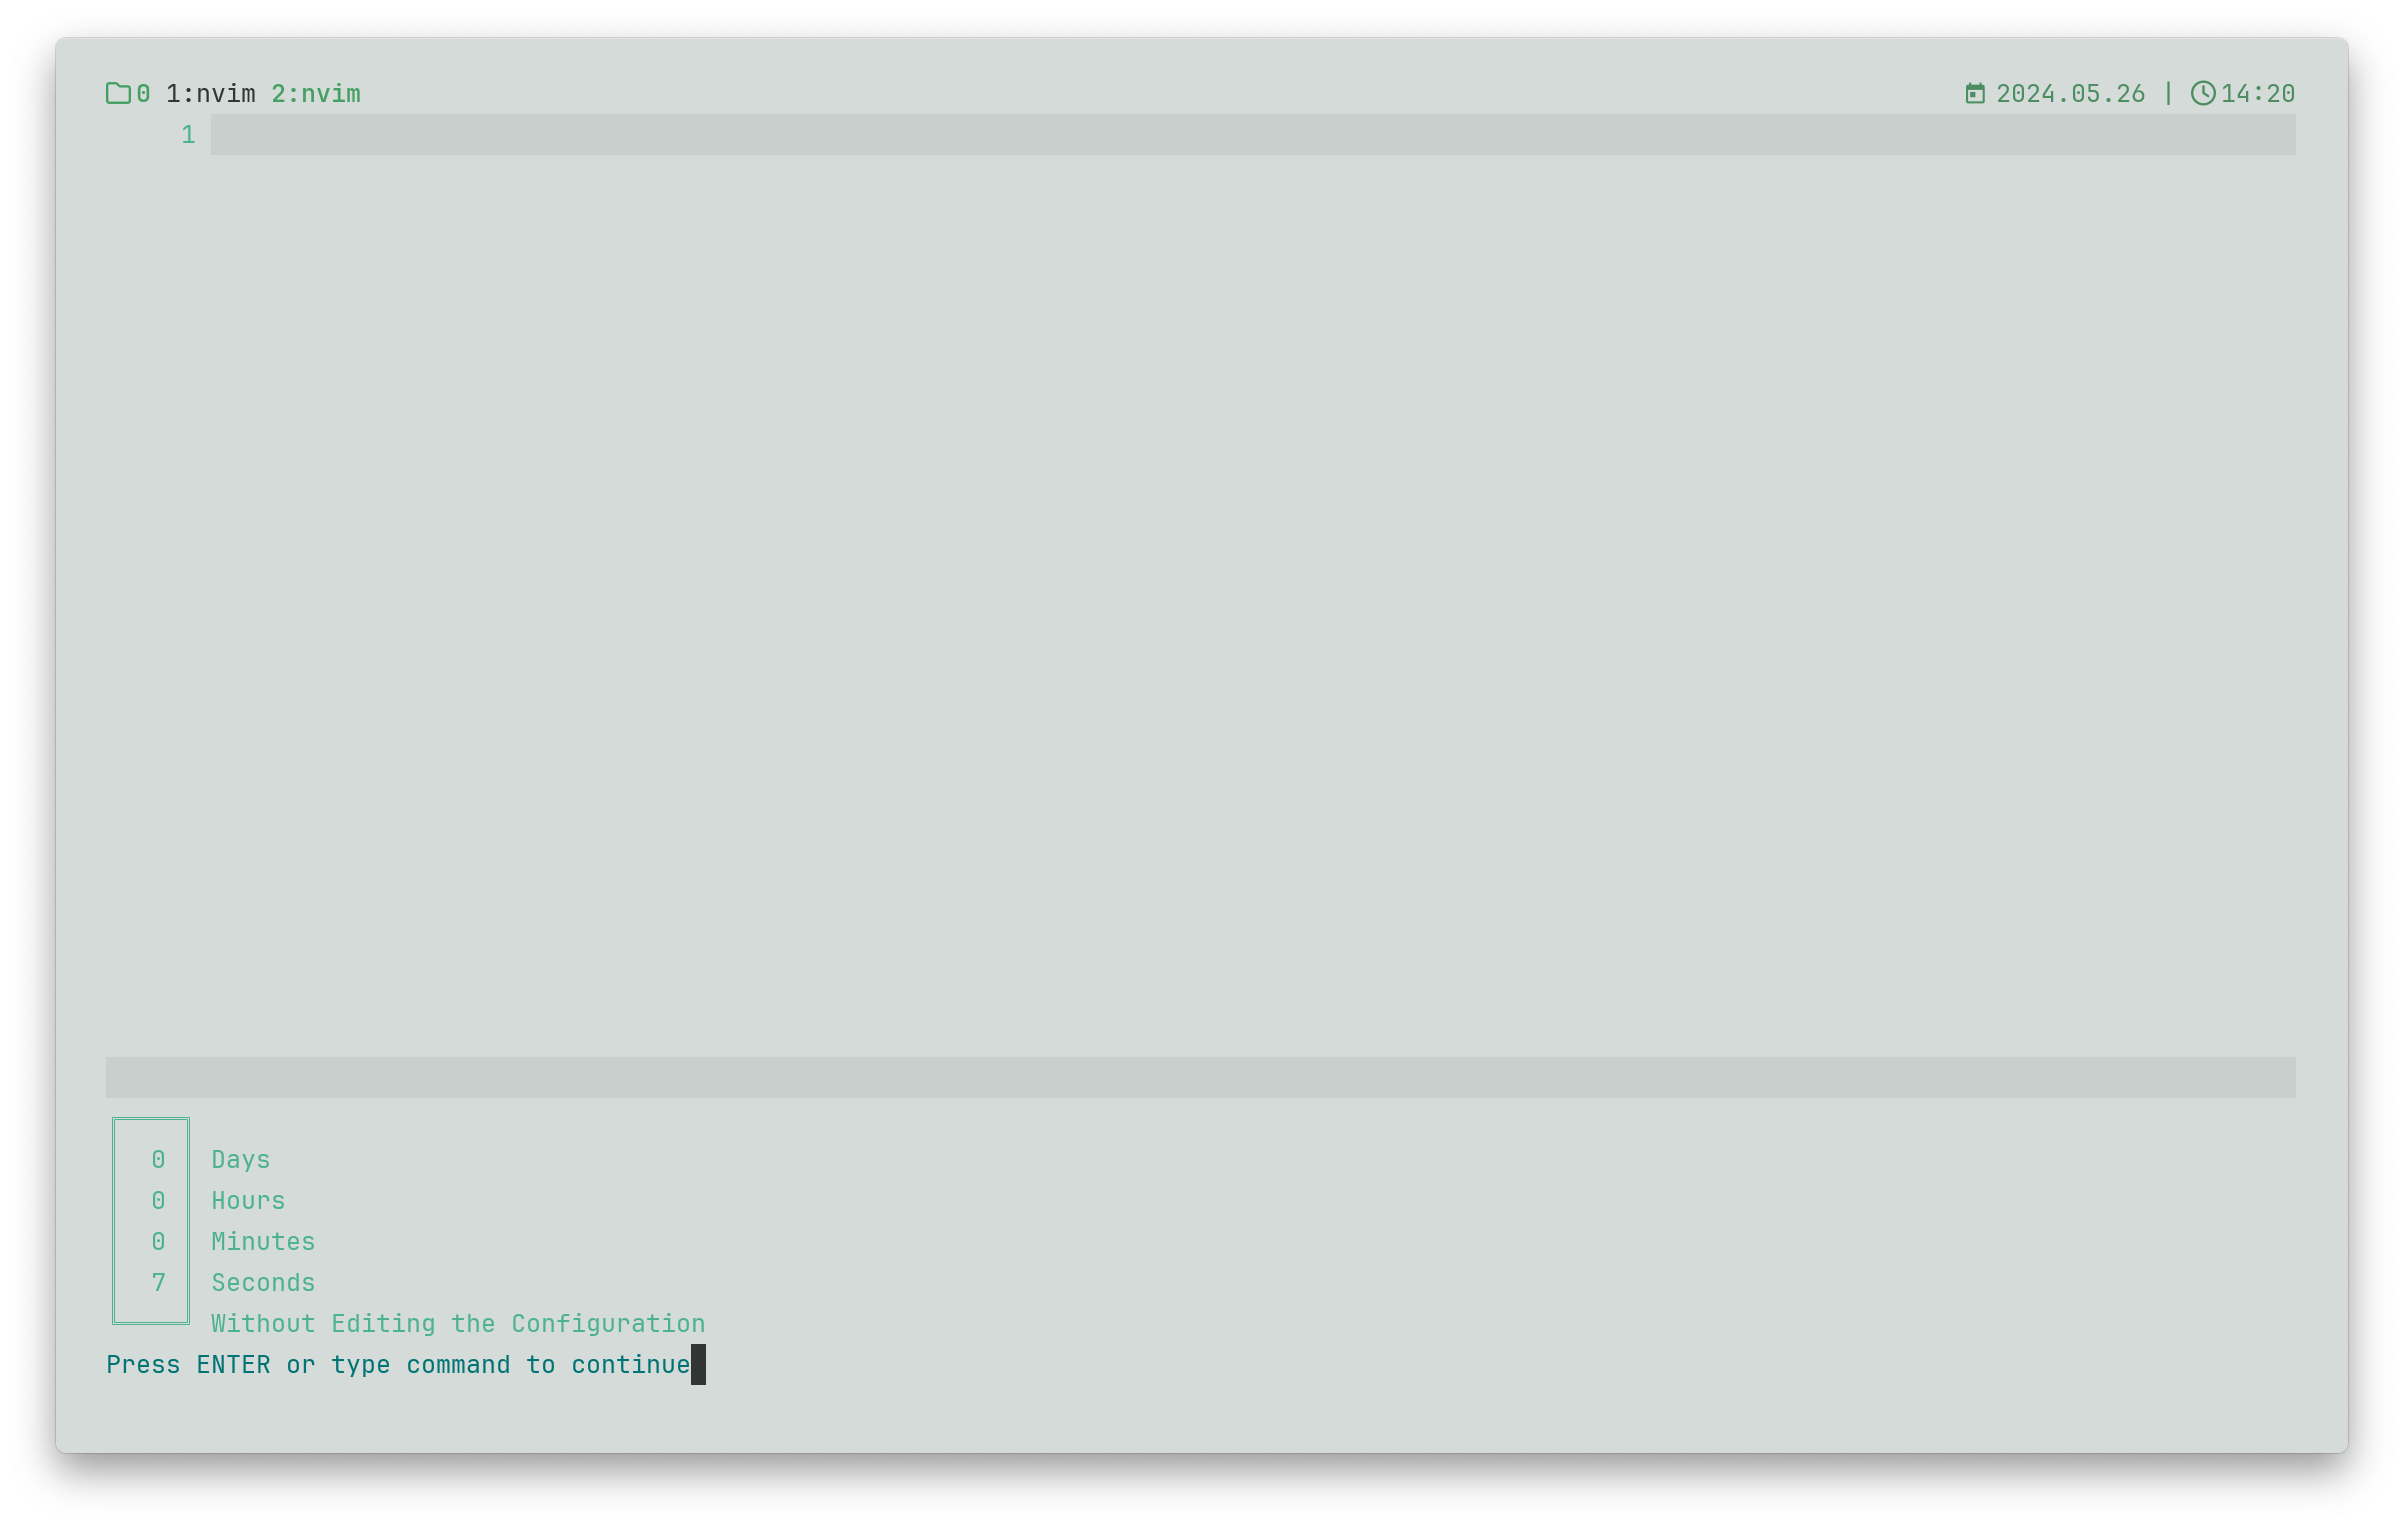 0 1:nvim 2:nvim 2024.05.26 | 14:20
1
0 Days
0 Hours
0 Minutes
7 Seconds
Without Editing the Configuration
Press ENTER or type command to continue